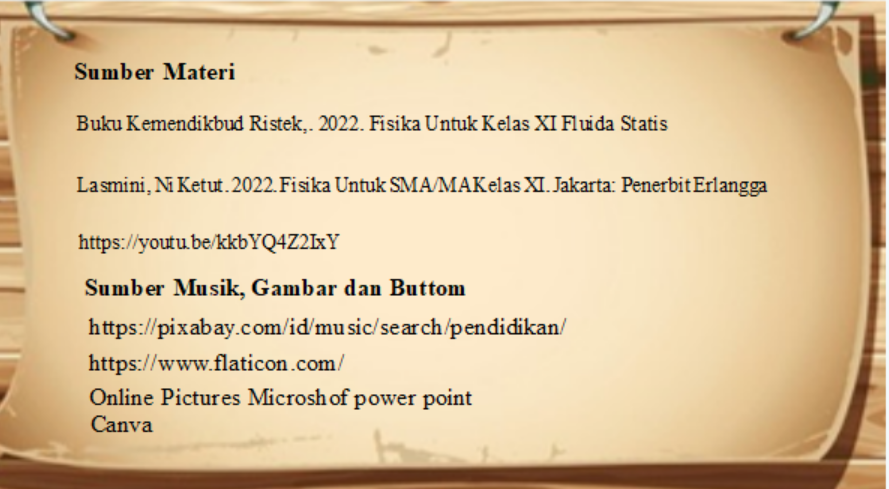 Sumber Materi
Buku Kemendikbud Ristek,. 2022. Fisika Untuk Kelas XI Fluida Statis
Lasmini, Ni Ketut. 2022. Fisika Untuk SMA/MA Kelas XI. Jakarta: Penerbit Erlangga
https://youtu.be/kkbYQ4Z2IxY
Sumber Musik, Gambar dan Buttom
https://pixabay.com/id/music/search/pendidikan/
https://www.flaticon.com/
Online Pictures Microshof power point
Canva